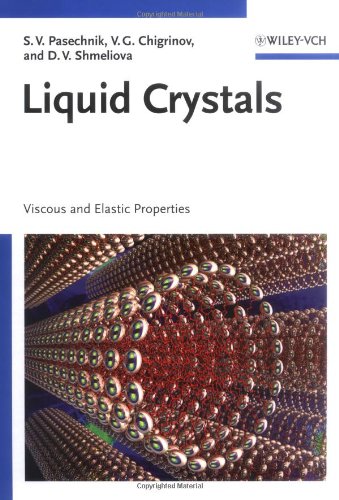 S. V. Pasechnik, V. G. Chigrinov,
and D. V. Shmeliova
WILEY-VCH
Liquid Crystals
Viscous and Elastic Properties